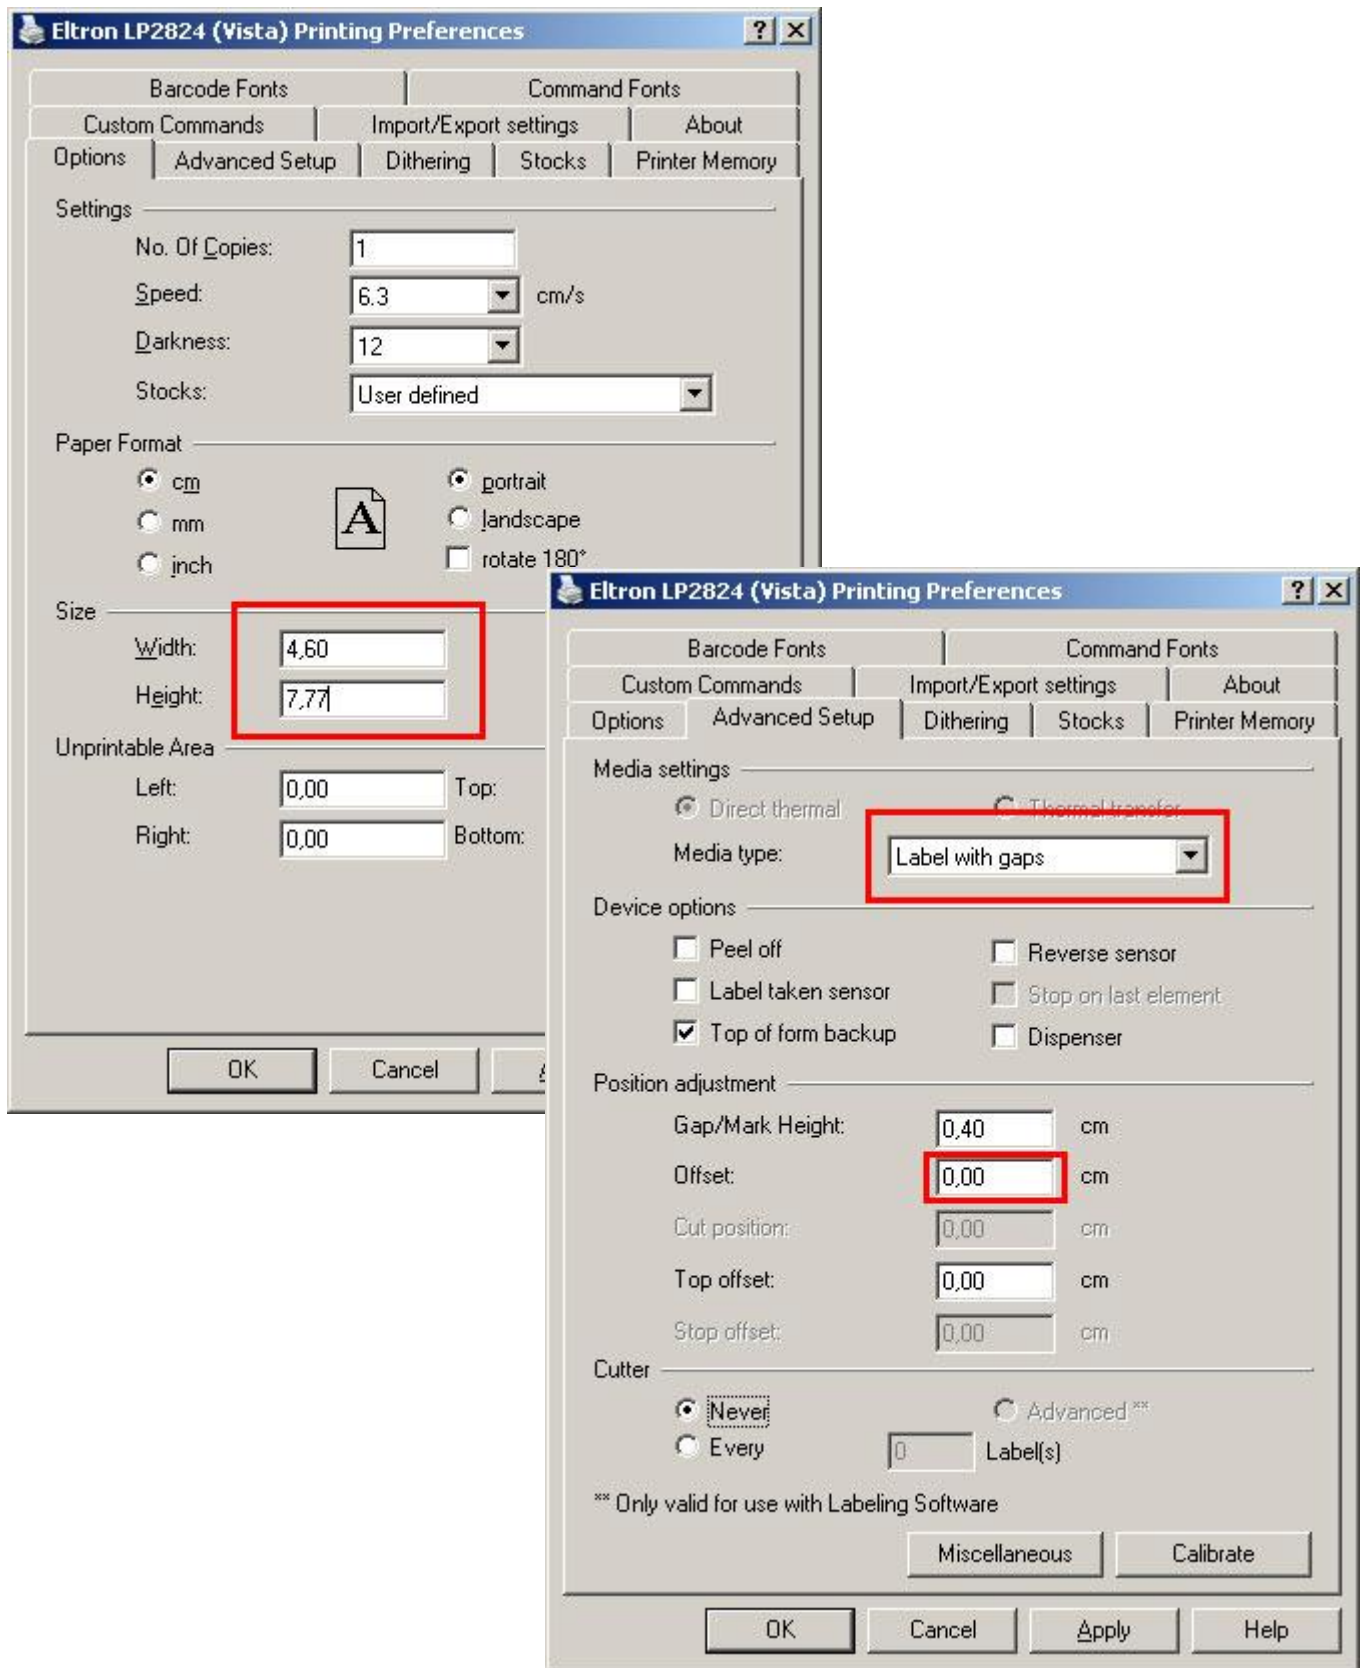 Eltron LP2824 (Vista) Printing Preferences
Barcode Fonts Command Fonts
Custom Commands Import/Export settings About
Options Advanced Setup Dithering Stocks Printer Memory
Settings
No. Of Copies: 1
Speed: 6.3 cm/s
Darkness: 12
Stocks: User defined
Paper Format
cm portrait
mm landscape
inch rotate 180°
A
Size
Width: 4,60
Height: 7,77
Unprintable Area
Left: 0,00 Top:
Right: 0,00 Bottom:
OK Cancel
Eltron LP2824 (Vista) Printing Preferences
Barcode Fonts Command Fonts
Custom Commands Import/Export settings About
Options Advanced Setup Dithering Stocks Printer Memory
Media settings
Direct thermal Thermal transfer
Media type: Label with gaps
Device options
Peel off Reverse sensor
Label taken sensor Stop on last element
Top of form backup Dispenser
Position adjustment
Gap/Mark Height: 0,40 cm
Offset: 0,00 cm
Cut position: 0,00 cm
Top offset: 0,00 cm
Stop offset: 0,00 cm
Cutter
Never Advanced **
Every 0 Label(s)
** Only valid for use with Labeling Software
Miscellaneous Calibrate
OK Cancel Apply Help